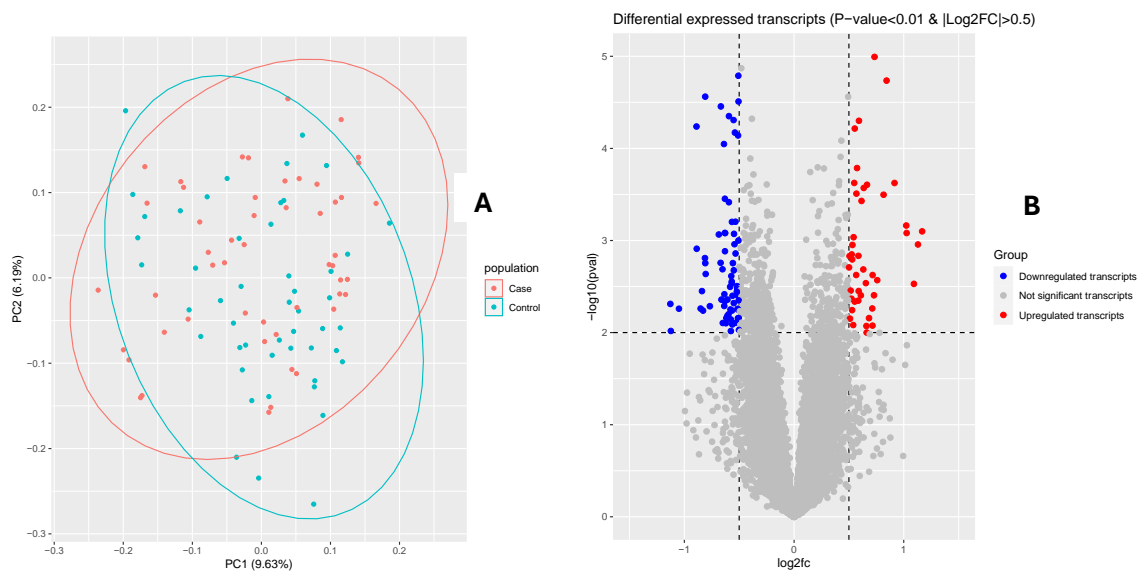 Differential expressed transcripts (P−value<0.01 & |Log2FC|>0.5)
0.2
0.1
0.0
−0.1
−0.2
−0.3
PC2 (6.19%)
−0.3
−0.2
−0.1
0.0
0.1
0.2
PC1 (9.63%)
A
population
Case
Control
5
4
3
2
1
0
−log10(pval)
−1
0
1
log2fc
B
Group
Downregulated transcripts
Not significant transcripts
Upregulated transcripts